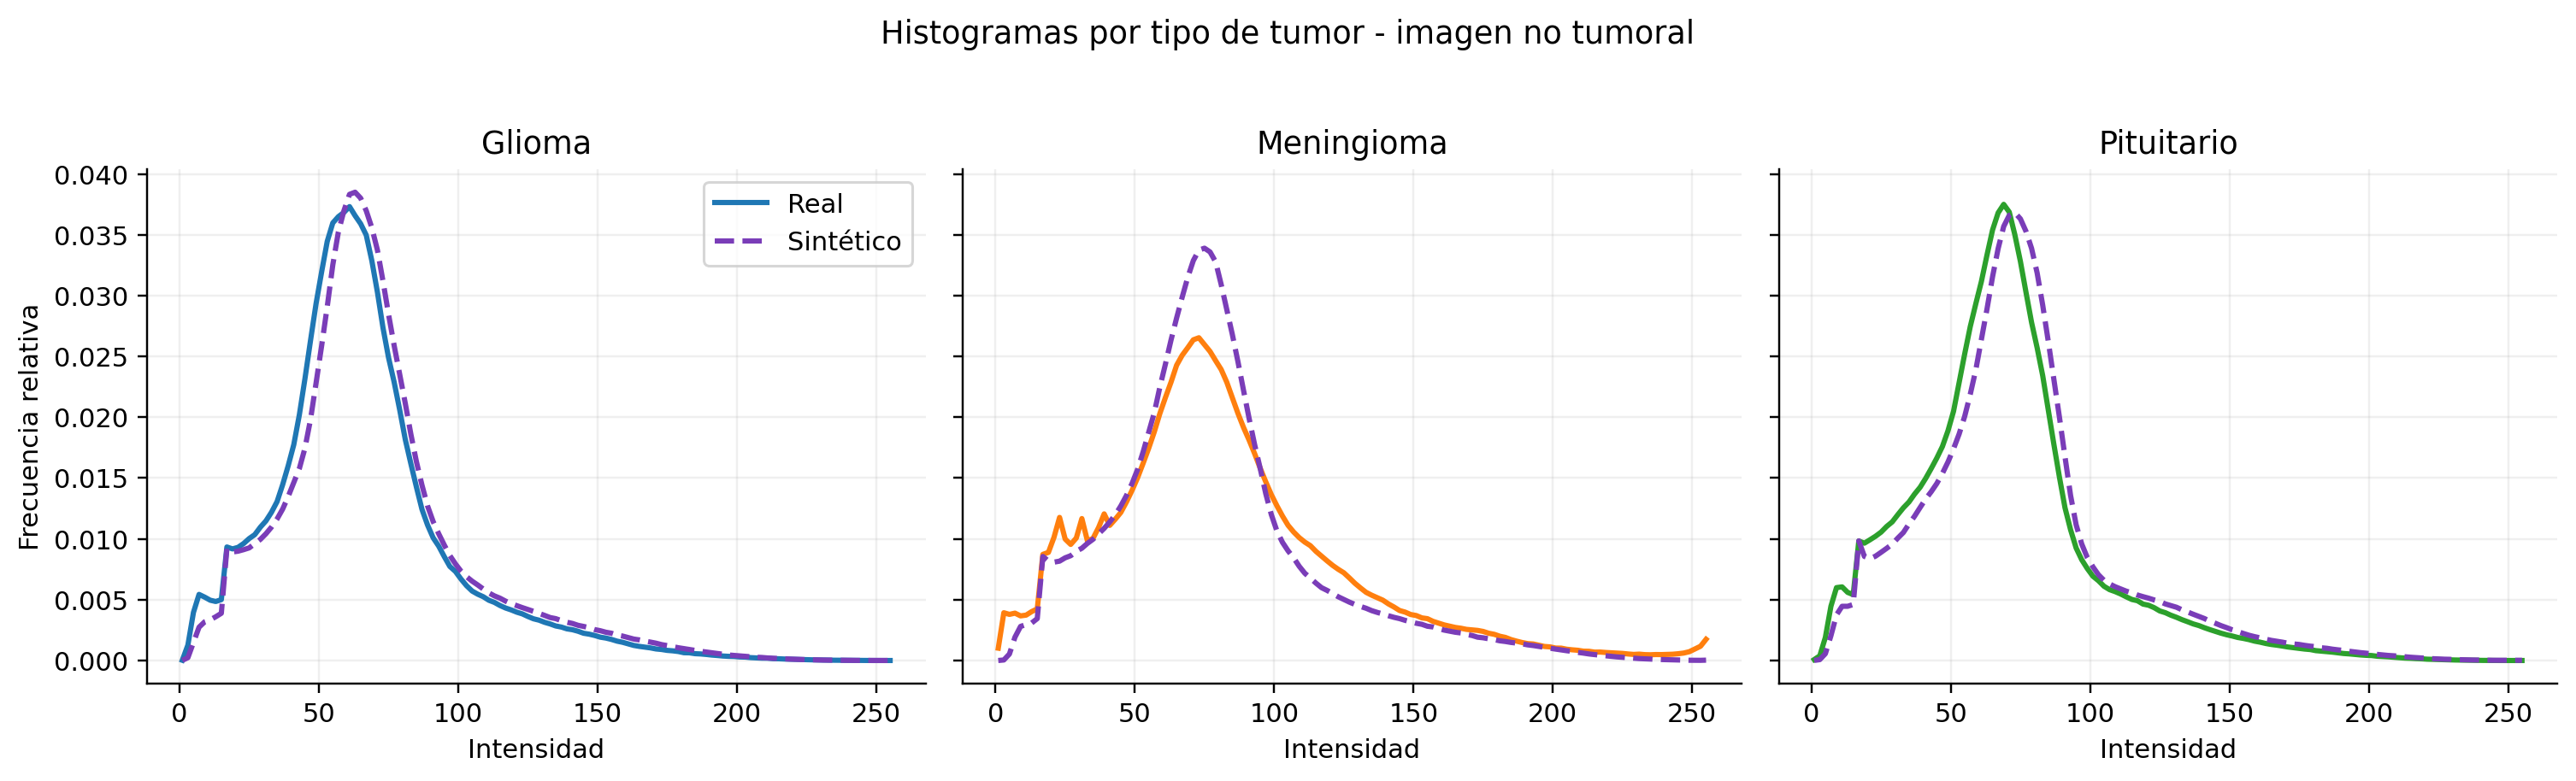 Histogramas por tipo de tumor - imagen no tumoral
Glioma
Meningioma
Pituitario
Frecuencia relativa
0.040
0.035
0.030
0.025
0.020
0.015
0.010
0.005
0.000
Real
Sintético
0 50 100 150 200 250
0 50 100 150 200 250
0 50 100 150 200 250
Intensidad
Intensidad
Intensidad